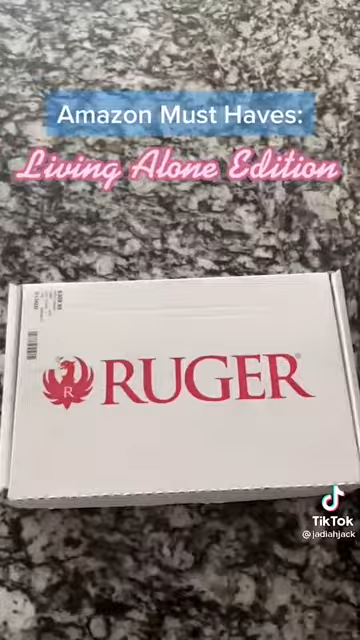 Amazon Must Haves:
Living Alone Edition
R
RUGER®
TikTok
@jadiahjack